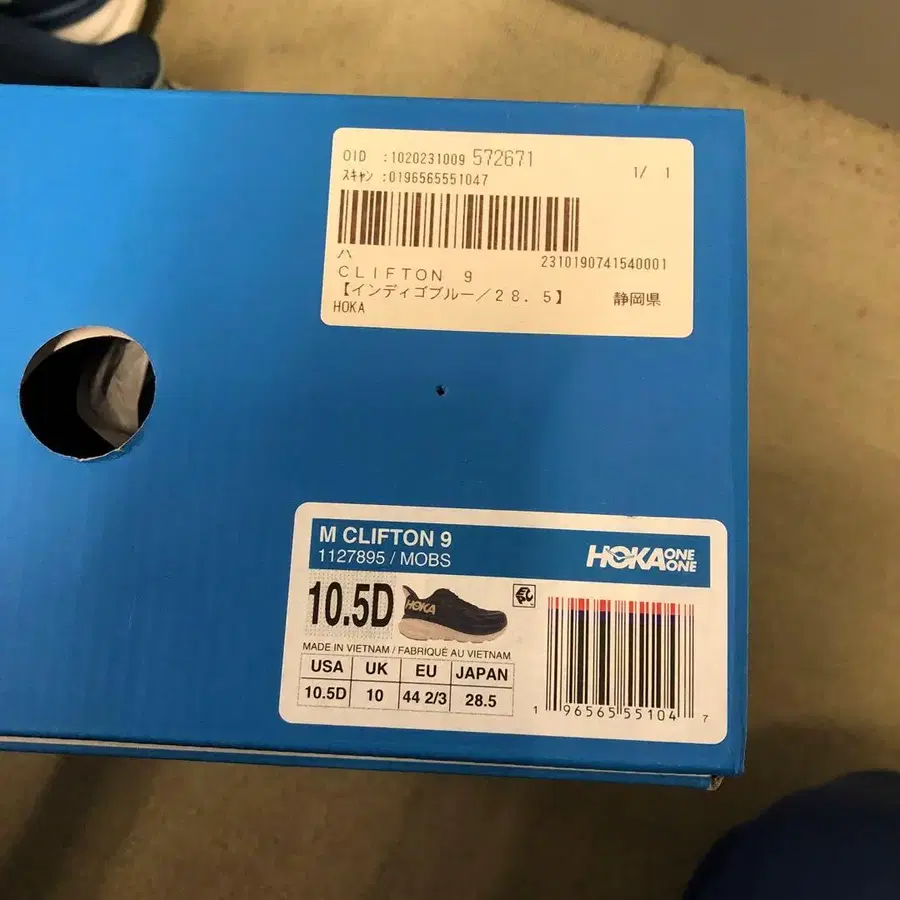 OID :1020231009 572671 1/ 1
スキャン :0196565551047
ハ 2310190741540001
CLIFTON 9
【インディゴブルー/28.5】 静岡県
HOKA
M CLIFTON 9
1127895 / MOBS
HOKA ONE ONE
10.5D
HOKA
MADE IN VIETNAM / FABRIQUÉ AU VIETNAM
USA UK EU JAPAN
10.5D 10 44 2/3 28.5
1 96565 55104 7